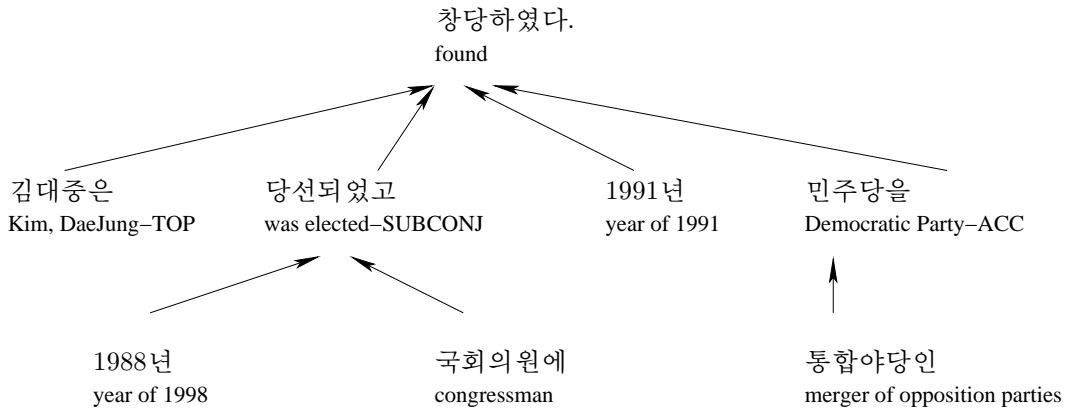 창당하였다.
found
김대중은 당선되었고 1991년 민주당을
Kim, DaeJung−TOP was elected−SUBCONJ year of 1991 Democratic Party−ACC
1988년 국회의원에 통합야당인
year of 1998 congressman merger of opposition parties